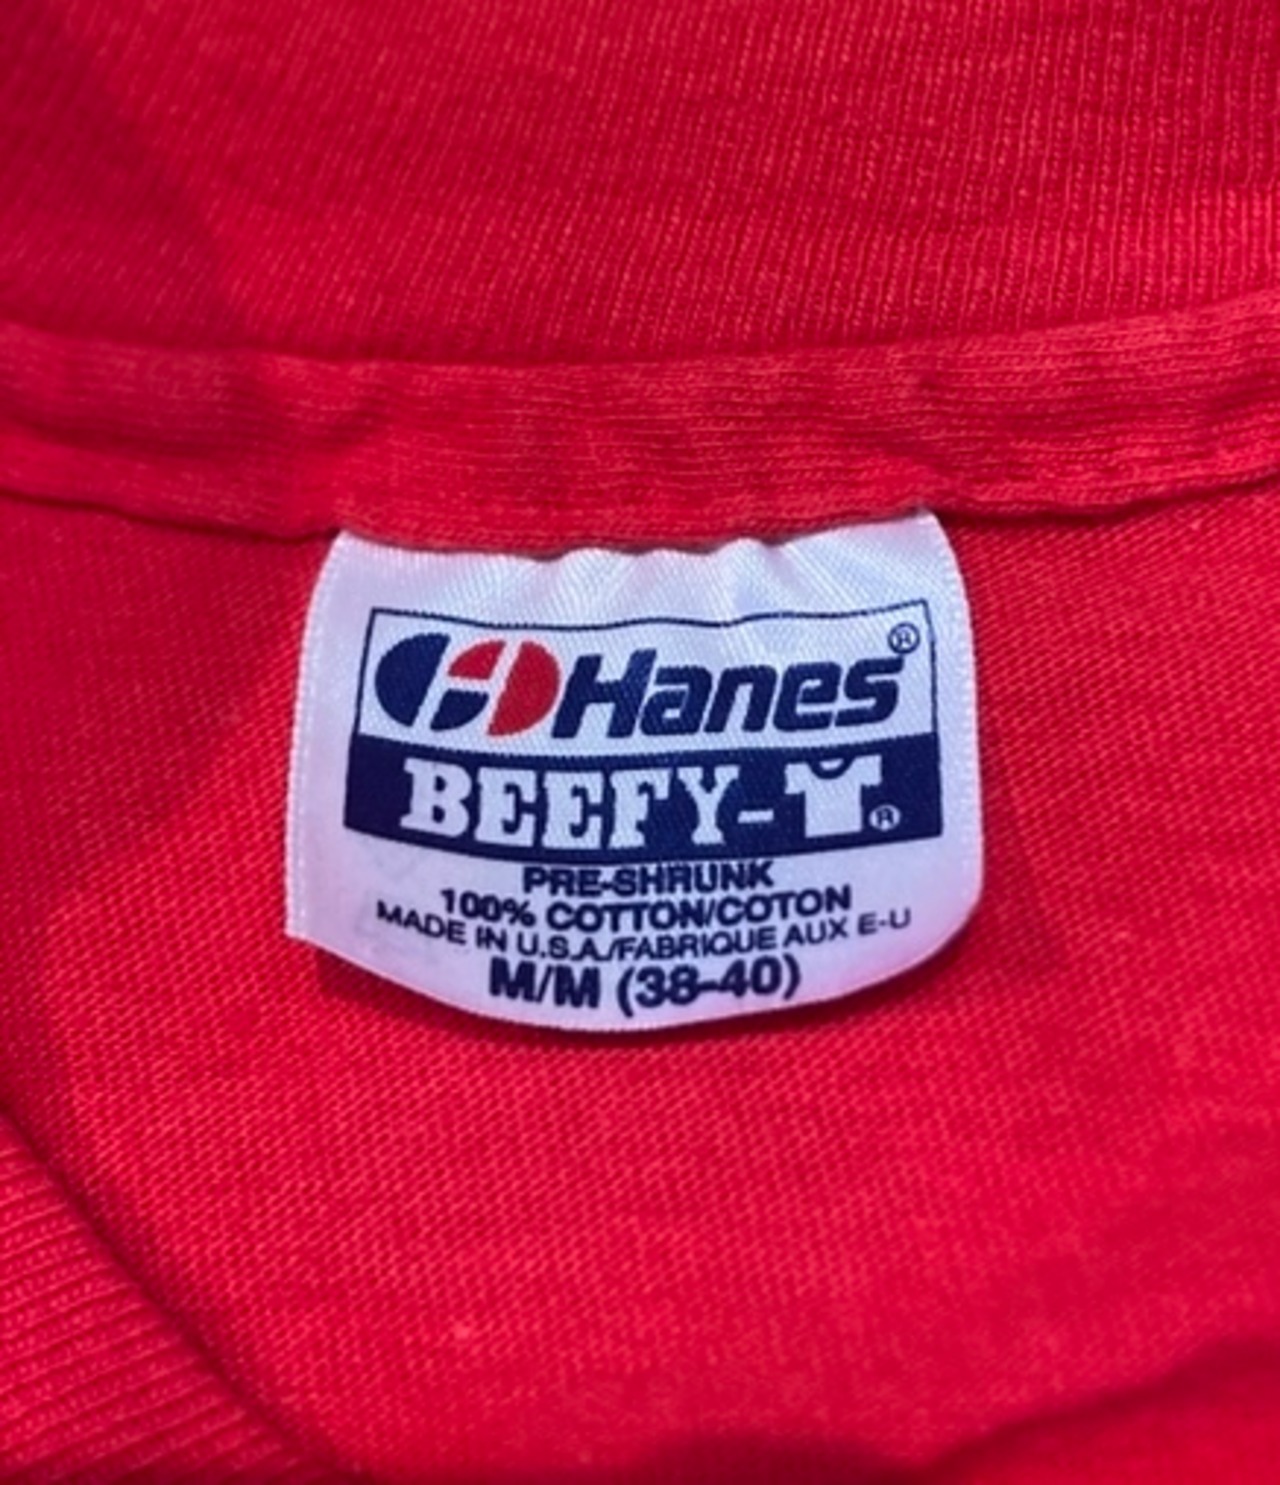 Hanes®
BEEFY-T®
PRE-SHRUNK
100% COTTON/COTON
MADE IN U.S.A./FABRIQUE AUX E-U
M/M (38-40)